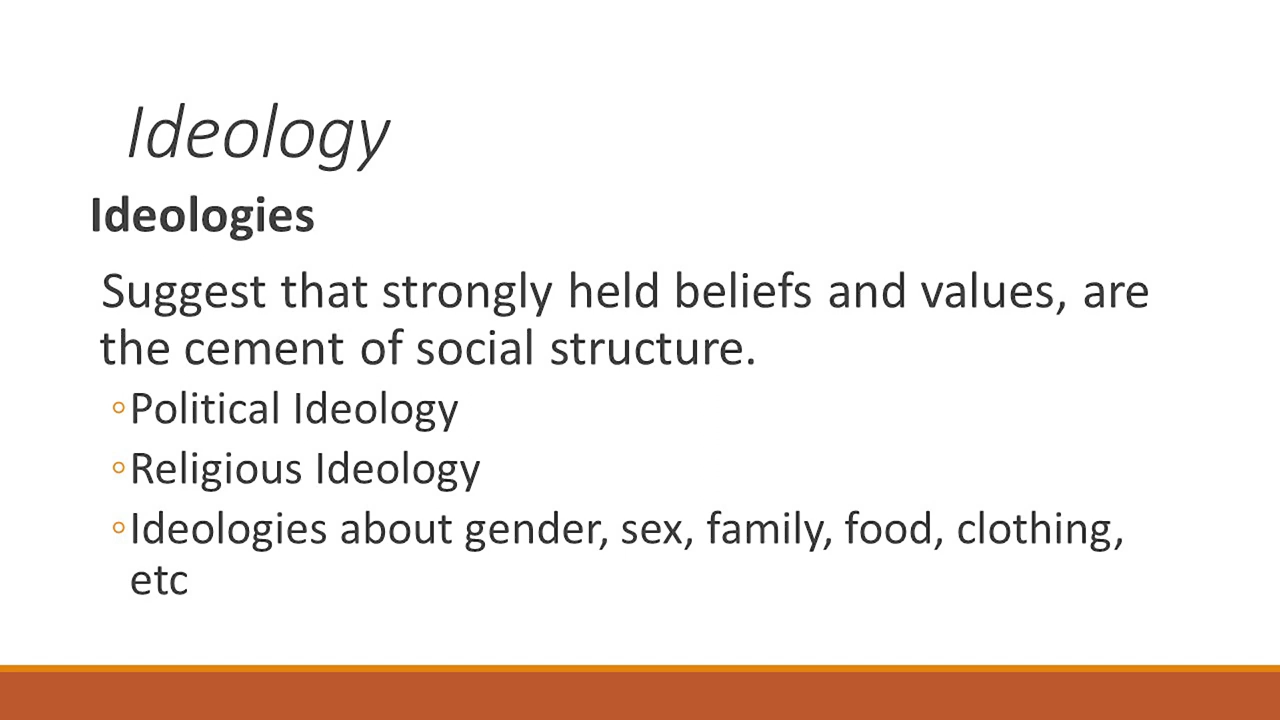 Ideology
Ideologies
Suggest that strongly held beliefs and values, are
the cement of social structure.
◦Political Ideology
◦Religious Ideology
◦Ideologies about gender, sex, family, food, clothing,
etc